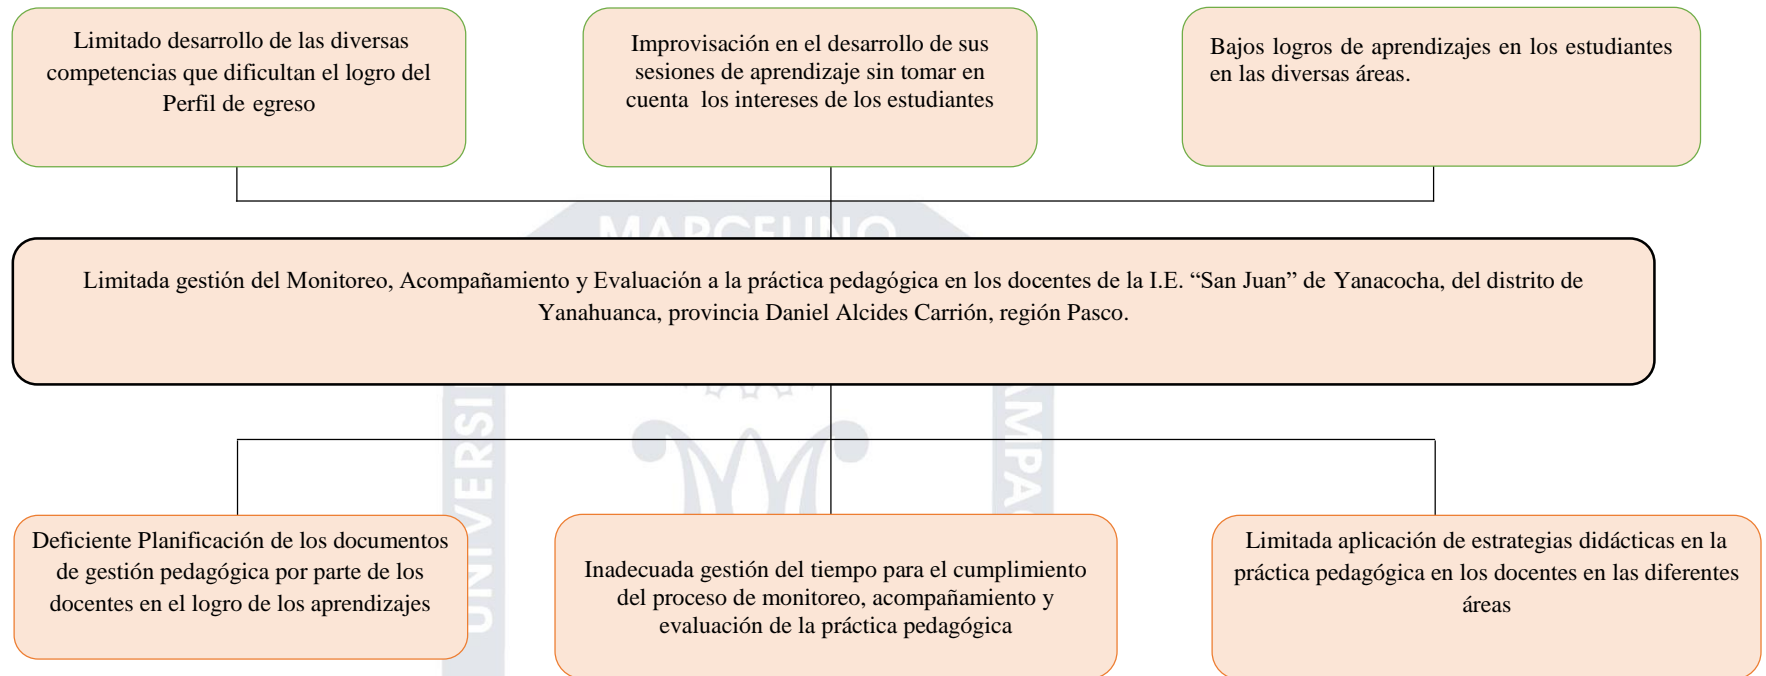 Limitado desarrollo de las diversas
competencias que dificultan el logro del
Perfil de egreso
Improvisación en el desarrollo de sus
sesiones de aprendizaje sin tomar en
cuenta los intereses de los estudiantes
Bajos logros de aprendizajes en los estudiantes
en las diversas áreas.
MARCELINO
Limitada gestión del Monitoreo, Acompañamiento y Evaluación a la práctica pedagógica en los docentes de la I.E. “San Juan” de Yanacocha, del distrito de
Yanahuanca, provincia Daniel Alcides Carrión, región Pasco.
Deficiente Planificación de los documentos
de gestión pedagógica por parte de los
docentes en el logro de los aprendizajes
Inadecuada gestión del tiempo para el cumplimiento
del proceso de monitoreo, acompañamiento y
evaluación de la práctica pedagógica
Limitada aplicación de estrategias didácticas en la
práctica pedagógica en los docentes en las diferentes
áreas